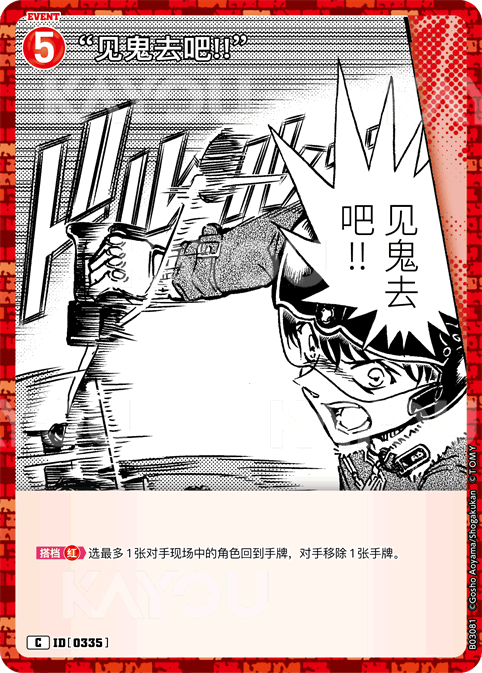 EVENT
5
“见鬼去吧!!”
KAYOU
见鬼去
吧!!
搭档 红 选最多1张对手现场中的角色回到手牌，对手移除1张手牌。
KAYOU
C ID[0335]
B03081 ©Gosho Aoyama/Shogakukan ©TOMY